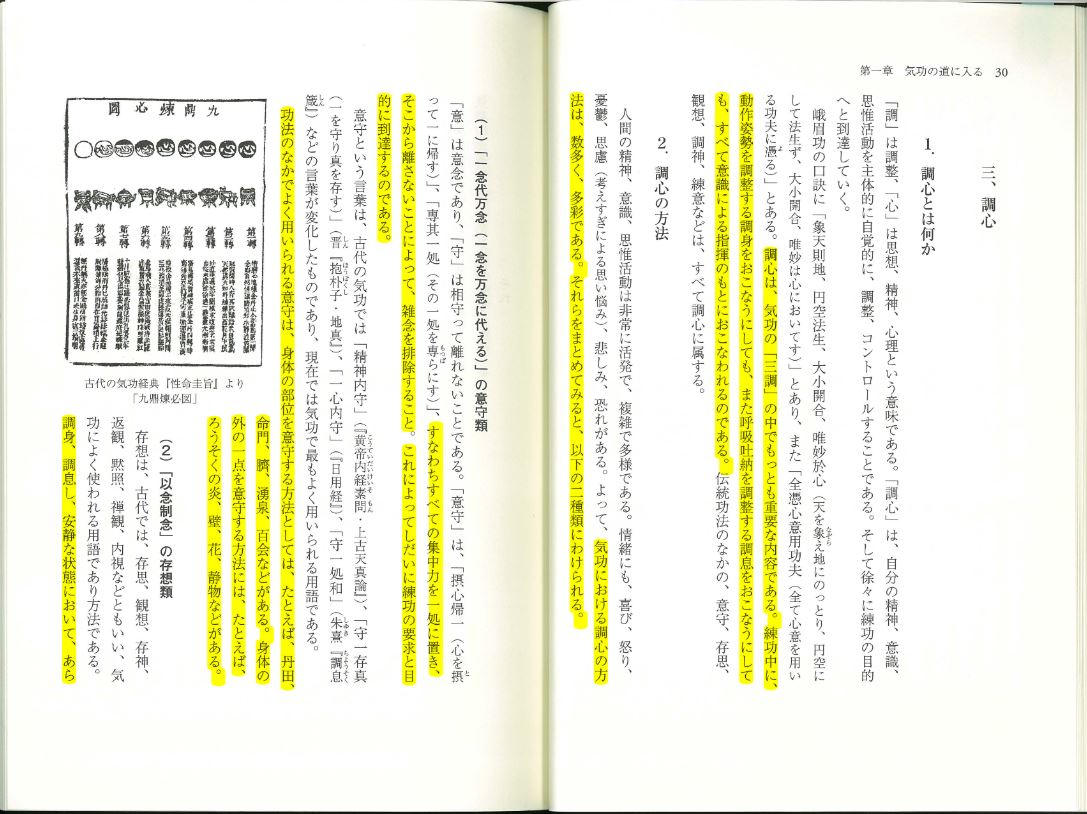 第一章　気功の道に入る　30
三、調心
1．調心とは何か
「調」は調整、「心」は思想、精神、心理という意味である。「調心」は、自分の精神、意識、
思惟活動を主体的に自覚的に、調整、コントロールすることである。そして徐々に練功の目的
へと到達していく。
峨眉功の口訣に「象天則地、円空法生、大小開合、唯妙於心（天を象え地にのっとり、円空に
して法生ず、大小開合、唯妙は心においてす）」とあり、また「全憑心意用功夫（全て心意を用い
る功夫に憑る）」とある。調心は、気功の「三調」の中でもっとも重要な内容である。練功中に、
動作姿勢を調整する調身をおこなうにしても、また呼吸吐納を調整する調息をおこなうにして
も、すべて意識による指揮のもとにおこなわれるのである。伝統功法のなかの、意守、存思、
観想、調神、練意などは、すべて調心に属する。
2．調心の方法
人間の精神、意識、思惟活動は非常に活発で、複雑で多様である。情緒にも、喜び、怒り、
憂鬱、思慮（考えすぎによる思い悩み）、悲しみ、恐れがある。よって、気功における調心の方
法は、数多く、多彩である。それらをまとめてみると、以下の二種類にわけられる。
（1）「一念代万念（一念を万念に代える）」の意守類
「意」は意念であり、「守」は相守って離れないことである。「意守」は、「摂心帰一（心を摂
って一に帰す）」、「専其一処（その一処を専らにす）」、すなわちすべての集中力を一処に置き、
そこから離さないことによって、雑念を排除すること。これによってしだいに練功の要求と目
的に到達するのである。
意守という言葉は、古代の気功では「精神内守」（『黄帝内経素問・上古天真論』）、「守一存真
（一を守り真を存す）」（晋『抱朴子・地真』）、「一心内守」（『日用経』）、「守一処和」（朱熹『調息
箴』）などの言葉が変化したものであり、現在では気功で最もよく用いられる用語である。
功法のなかでよく用いられる意守は、身体の部位を意守する方法としては、たとえば、丹田、
命門、臍、湧泉、百会などがある。身体の
外の一点を意守する方法には、たとえば、
ろうそくの炎、壁、花、静物などがある。
九鼎煉必図
古代の気功経典『性命圭旨』より
「九鼎煉必図」
（2）「以念制念」の存想類
存想は、古代では、存思、観想、存神、
返観、黙照、禅観、内視などともいい、気
功によく使われる用語であり方法である。
調身、調息し、安静な状態において、あら